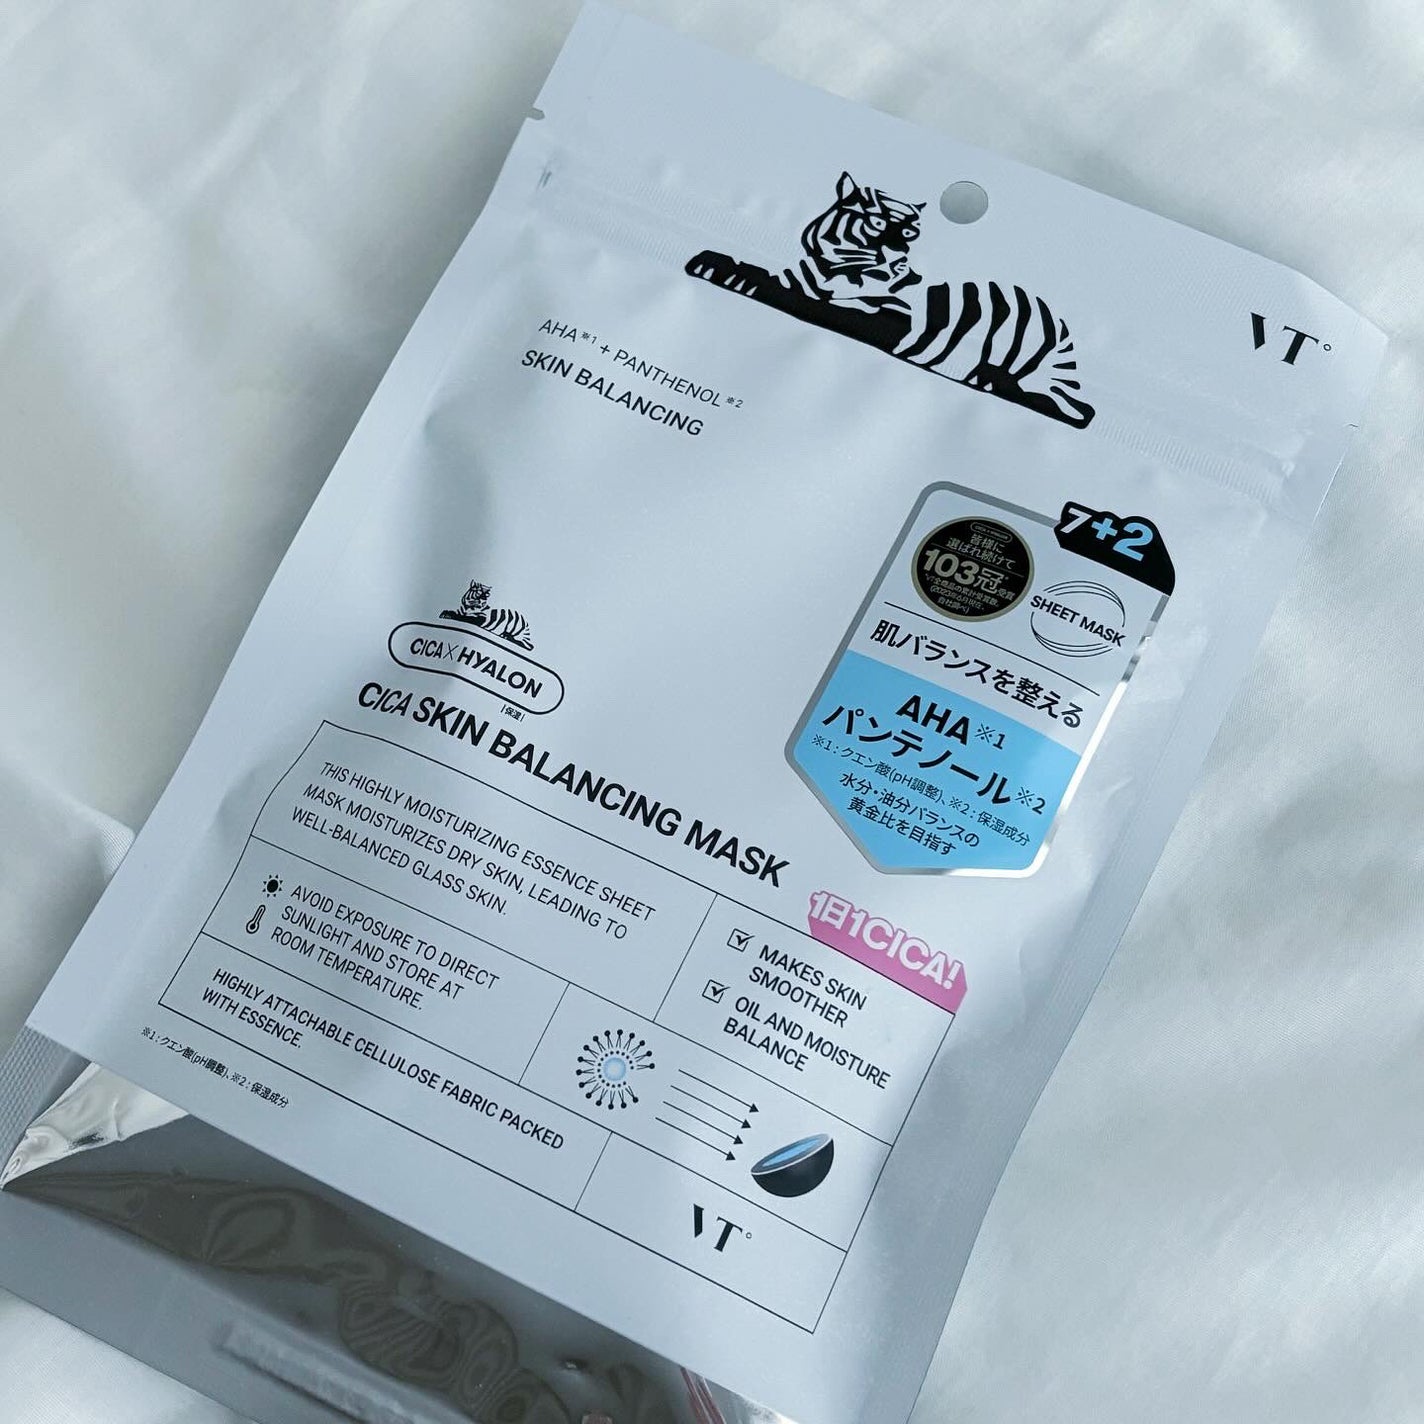 VT
AHA※1 + PANTHENOL※2
SKIN BALANCING
7+2
皆様に
選ばれ続けて
103冠※受賞
SHEET MASK
肌バランスを整える
AHA※1
パンテノール※2
※1：クエン酸(pH調整)、※2：保湿成分
水分・油分バランスの
黄金比を目指す
CICA X HYALON
|保湿|
CICA SKIN BALANCING MASK
THIS HIGHLY MOISTURIZING ESSENCE SHEET
MASK MOISTURIZES DRY SKIN, LEADING TO
WELL-BALANCED GLASS SKIN.
1日1CICA!
MAKES SKIN
SMOOTHER
OIL AND MOISTURE
BALANCE
AVOID EXPOSURE TO DIRECT
SUNLIGHT AND STORE AT
ROOM TEMPERATURE.
HIGHLY ATTACHABLE CELLULOSE FABRIC PACKED
WITH ESSENCE.
※1：クエン酸(pH調整)、※2：保湿成分
VT